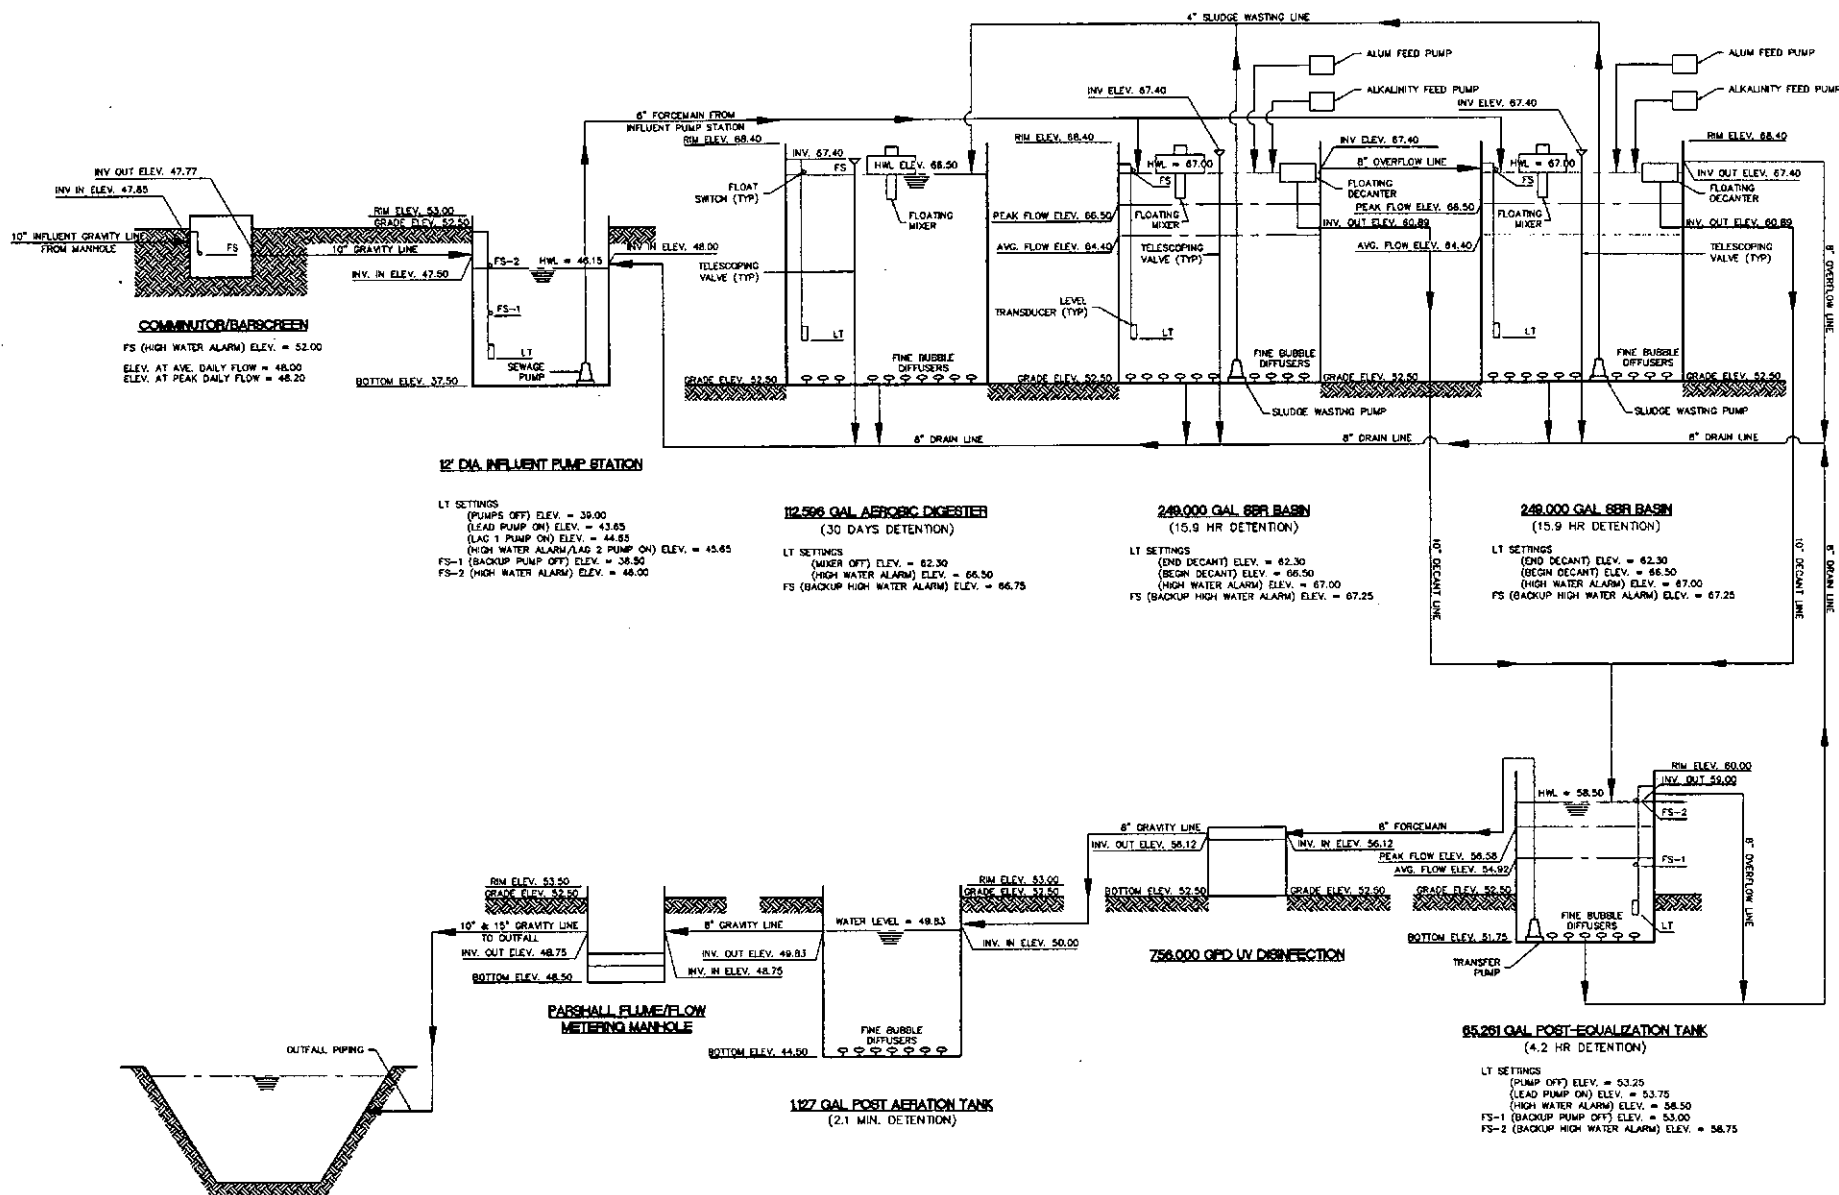 4" SLUDGE WASTING LINE
ALUM FEED PUMP
ALKALINITY FEED PUMP
ALUM FEED PUMP
ALKALINITY FEED PUMP
6" FORCEMAIN FROM
INFLUENT PUMP STATION
RIM ELEV. 68.40
INV. 67.40
FS
HWL ELEV. 66.50
FLOAT
SWITCH (TYP)
FLOATING
MIXER
TELESCOPING
VALVE (TYP)
LT
FINE BUBBLE
DIFFUSERS
GRADE ELEV. 52.50
INV ELEV. 67.40
RIM ELEV. 68.40
HWL = 67.00
FS
PEAK FLOW ELEV. 66.50
AVG. FLOW ELEV. 64.40
FLOATING
MIXER
TELESCOPING
VALVE (TYP)
LEVEL
TRANSDUCER (TYP)
LT
FINE BUBBLE
DIFFUSERS
GRADE ELEV. 52.50
SLUDGE WASTING PUMP
INV ELEV. 67.40
8" OVERFLOW LINE
FLOATING
DECANTER
INV. OUT ELEV. 60.89
INV ELEV. 67.40
HWL = 67.00
FS
PEAK FLOW ELEV. 66.50
AVG. FLOW ELEV. 64.40
FLOATING
MIXER
LT
FINE BUBBLE
DIFFUSERS
GRADE ELEV. 52.50
SLUDGE WASTING PUMP
RIM ELEV. 68.40
INV OUT ELEV. 67.40
FLOATING
DECANTER
INV. OUT ELEV. 60.89
TELESCOPING
VALVE (TYP)
GRADE ELEV. 52.50
8" OVERFLOW LINE
INV OUT ELEV. 47.77
INV IN ELEV. 47.85
10" INFLUENT GRAVITY LINE
FROM MANHOLE
FS
10" GRAVITY LINE
COMMINUTOR/BARSCREEN
FS (HIGH WATER ALARM) ELEV. = 52.00
ELEV. AT AVE. DAILY FLOW = 48.00
ELEV. AT PEAK DAILY FLOW = 48.20
RIM ELEV. 53.00
GRADE ELEV. 52.50
INV. IN ELEV. 47.50
FS-2
HWL = 46.15
INV IN ELEV. 48.00
FS-1
LT
SEWAGE
PUMP
BOTTOM ELEV. 37.50
8" DRAIN LINE
8" DRAIN LINE
8" DRAIN LINE
12' DIA. INFLUENT PUMP STATION
LT SETTINGS
(PUMPS OFF) ELEV. = 39.00
(LEAD PUMP ON) ELEV. = 43.65
(LAG 1 PUMP ON) ELEV. = 44.65
(HIGH WATER ALARM/LAG 2 PUMP ON) ELEV. = 45.65
FS-1 (BACKUP PUMP OFF) ELEV. = 38.50
FS-2 (HIGH WATER ALARM) ELEV. = 48.00
112,596 GAL AEROBIC DIGESTER
(30 DAYS DETENTION)
LT SETTINGS
(MIXER OFF) ELEV. = 62.30
(HIGH WATER ALARM) ELEV. = 66.50
FS (BACKUP HIGH WATER ALARM) ELEV. = 66.75
249,000 GAL SBR BASIN
(15.9 HR DETENTION)
LT SETTINGS
(END DECANT) ELEV. = 62.30
(BEGIN DECANT) ELEV. = 66.50
(HIGH WATER ALARM) ELEV. = 67.00
FS (BACKUP HIGH WATER ALARM) ELEV. = 67.25
249,000 GAL SBR BASIN
(15.9 HR DETENTION)
LT SETTINGS
(END DECANT) ELEV. = 62.30
(BEGIN DECANT) ELEV. = 66.50
(HIGH WATER ALARM) ELEV. = 67.00
FS (BACKUP HIGH WATER ALARM) ELEV. = 67.25
10" DECANT LINE
10" DECANT LINE
8" DRAIN LINE
RIM ELEV. 60.00
INV. OUT 59.00
HWL = 58.50
FS-2
FS-1
PEAK FLOW ELEV. 56.58
AVG. FLOW ELEV. 54.92
GRADE ELEV. 52.50
FINE BUBBLE
DIFFUSERS
LT
BOTTOM ELEV. 51.75
TRANSFER
PUMP
8" OVERFLOW LINE
65,261 GAL POST-EQUALIZATION TANK
(4.2 HR DETENTION)
LT SETTINGS
(PUMP OFF) ELEV. = 53.25
(LEAD PUMP ON) ELEV. = 53.75
(HIGH WATER ALARM) ELEV. = 58.50
FS-1 (BACKUP PUMP OFF) ELEV. = 53.00
FS-2 (BACKUP HIGH WATER ALARM) ELEV. = 58.75
8" FORCEMAIN
INV. IN ELEV. 56.12
8" GRAVITY LINE
INV. OUT ELEV. 56.12
BOTTOM ELEV. 52.50
GRADE ELEV. 52.50
756,000 GPD UV DISINFECTION
RIM ELEV. 53.00
GRADE ELEV. 52.50
WATER LEVEL = 49.83
INV. IN ELEV. 50.00
8" GRAVITY LINE
INV. OUT ELEV. 49.83
FINE BUBBLE
DIFFUSERS
BOTTOM ELEV. 44.50
1,127 GAL POST AERATION TANK
(2.1 MIN. DETENTION)
RIM ELEV. 53.50
GRADE ELEV. 52.50
10" & 15" GRAVITY LINE
TO OUTFALL
INV. OUT ELEV. 48.75
INV. IN ELEV. 48.75
BOTTOM ELEV. 48.50
PARSHALL FLUME/FLOW
METERING MANHOLE
OUTFALL PIPING